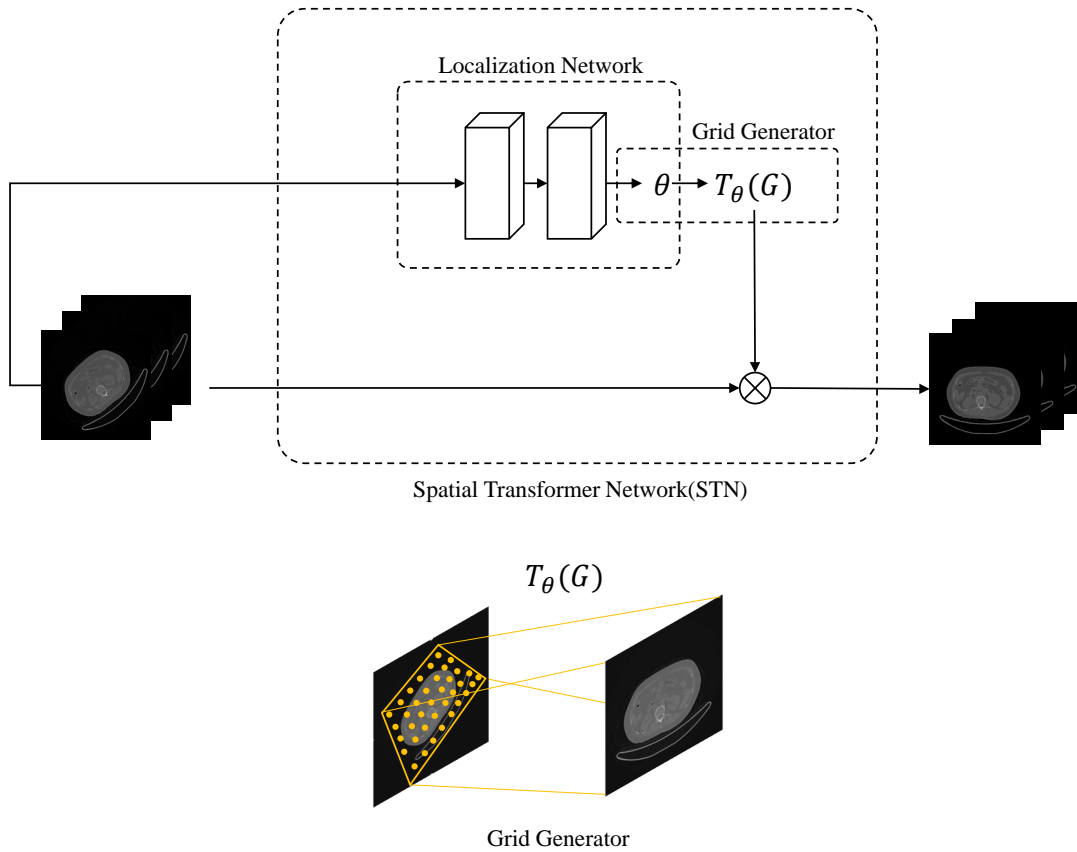 Localization Network
Grid Generator
θ
T_θ(G)
Spatial Transformer Network(STN)
T_θ(G)
Grid Generator